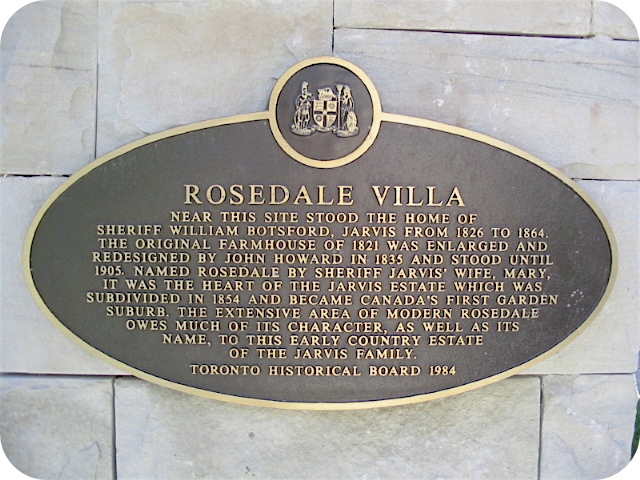 ROSEDALE VILLA
NEAR THIS SITE STOOD THE HOME OF
SHERIFF WILLIAM BOTSFORD, JARVIS FROM 1826 TO 1864.
THE ORIGINAL FARMHOUSE OF 1821 WAS ENLARGED AND
REDESIGNED BY JOHN HOWARD IN 1835 AND STOOD UNTIL
1905. NAMED ROSEDALE BY SHERIFF JARVIS' WIFE, MARY,
IT WAS THE HEART OF THE JARVIS ESTATE WHICH WAS
SUBDIVIDED IN 1854 AND BECAME CANADA'S FIRST GARDEN
SUBURB. THE EXTENSIVE AREA OF MODERN ROSEDALE
OWES MUCH OF ITS CHARACTER, AS WELL AS ITS
NAME, TO THIS EARLY COUNTRY ESTATE
OF THE JARVIS FAMILY.
TORONTO HISTORICAL BOARD 1984